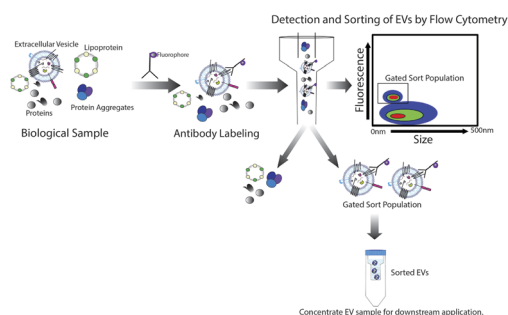 Detection and Sorting of EVs by Flow Cytometry
Extracellular Vesicle
Lipoprotein
Fluorophore
Proteins
Protein Aggregates
Biological Sample
Antibody Labeling
Fluorescence
Gated Sort Population
0nm
500nm
Size
Gated Sort Population
Sorted EVs
Concentrate EV sample for downstream application.